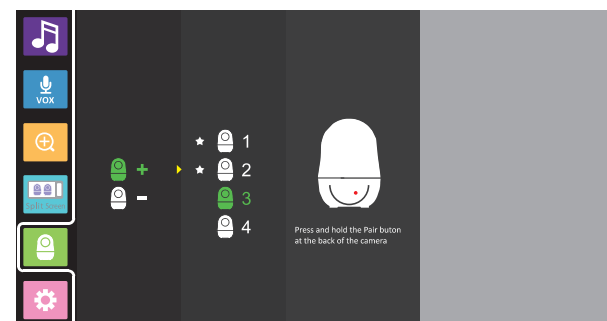 VOX
Split Screen
+
-
1
2
3
4
Press and hold the Pair buton
at the back of the camera